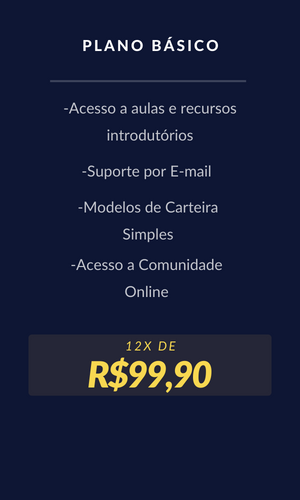 PLANO BÁSICO
-Acesso a aulas e recursos
introdutórios
-Suporte por E-mail
-Modelos de Carteira
Simples
-Acesso a Comunidade
Online
12X DE
R$99,90